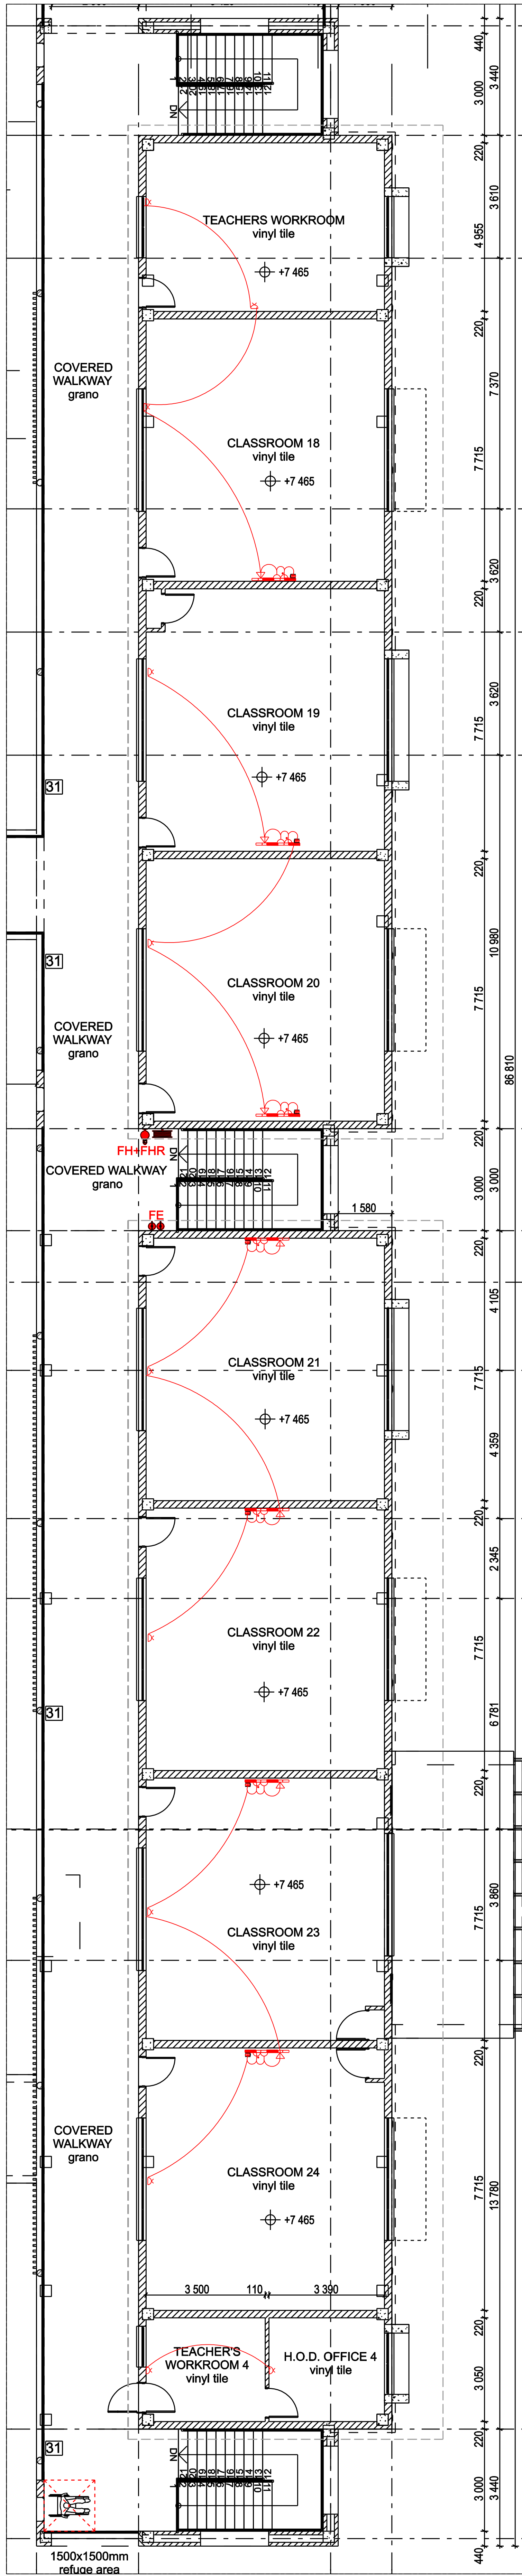 DN
440
3 000
3 440
220
TEACHERS WORKROOM
vinyl tile
+7 465
3 610
4 955
220
COVERED
WALKWAY
grano
CLASSROOM 18
vinyl tile
+7 465
7 370
7 715
3 620
220
CLASSROOM 19
vinyl tile
+7 465
3 620
7 715
31
220
31
CLASSROOM 20
vinyl tile
+7 465
10 980
7 715
COVERED
WALKWAY
grano
86 810
FH+FHR
COVERED WALKWAY
grano
DN
220
3 000
3 000
FE
1 580
220
4 105
CLASSROOM 21
vinyl tile
+7 465
7 715
4 359
220
2 345
CLASSROOM 22
vinyl tile
+7 465
7 715
6 781
31
220
+7 465
CLASSROOM 23
vinyl tile
7 715
3 860
220
COVERED
WALKWAY
grano
CLASSROOM 24
vinyl tile
+7 465
7 715
13 780
3 500
110
3 390
220
TEACHER'S
WORKROOM 4
vinyl tile
H.O.D. OFFICE 4
vinyl tile
3 050
220
31
DN
3 000
3 440
440
1500x1500mm
refuge area